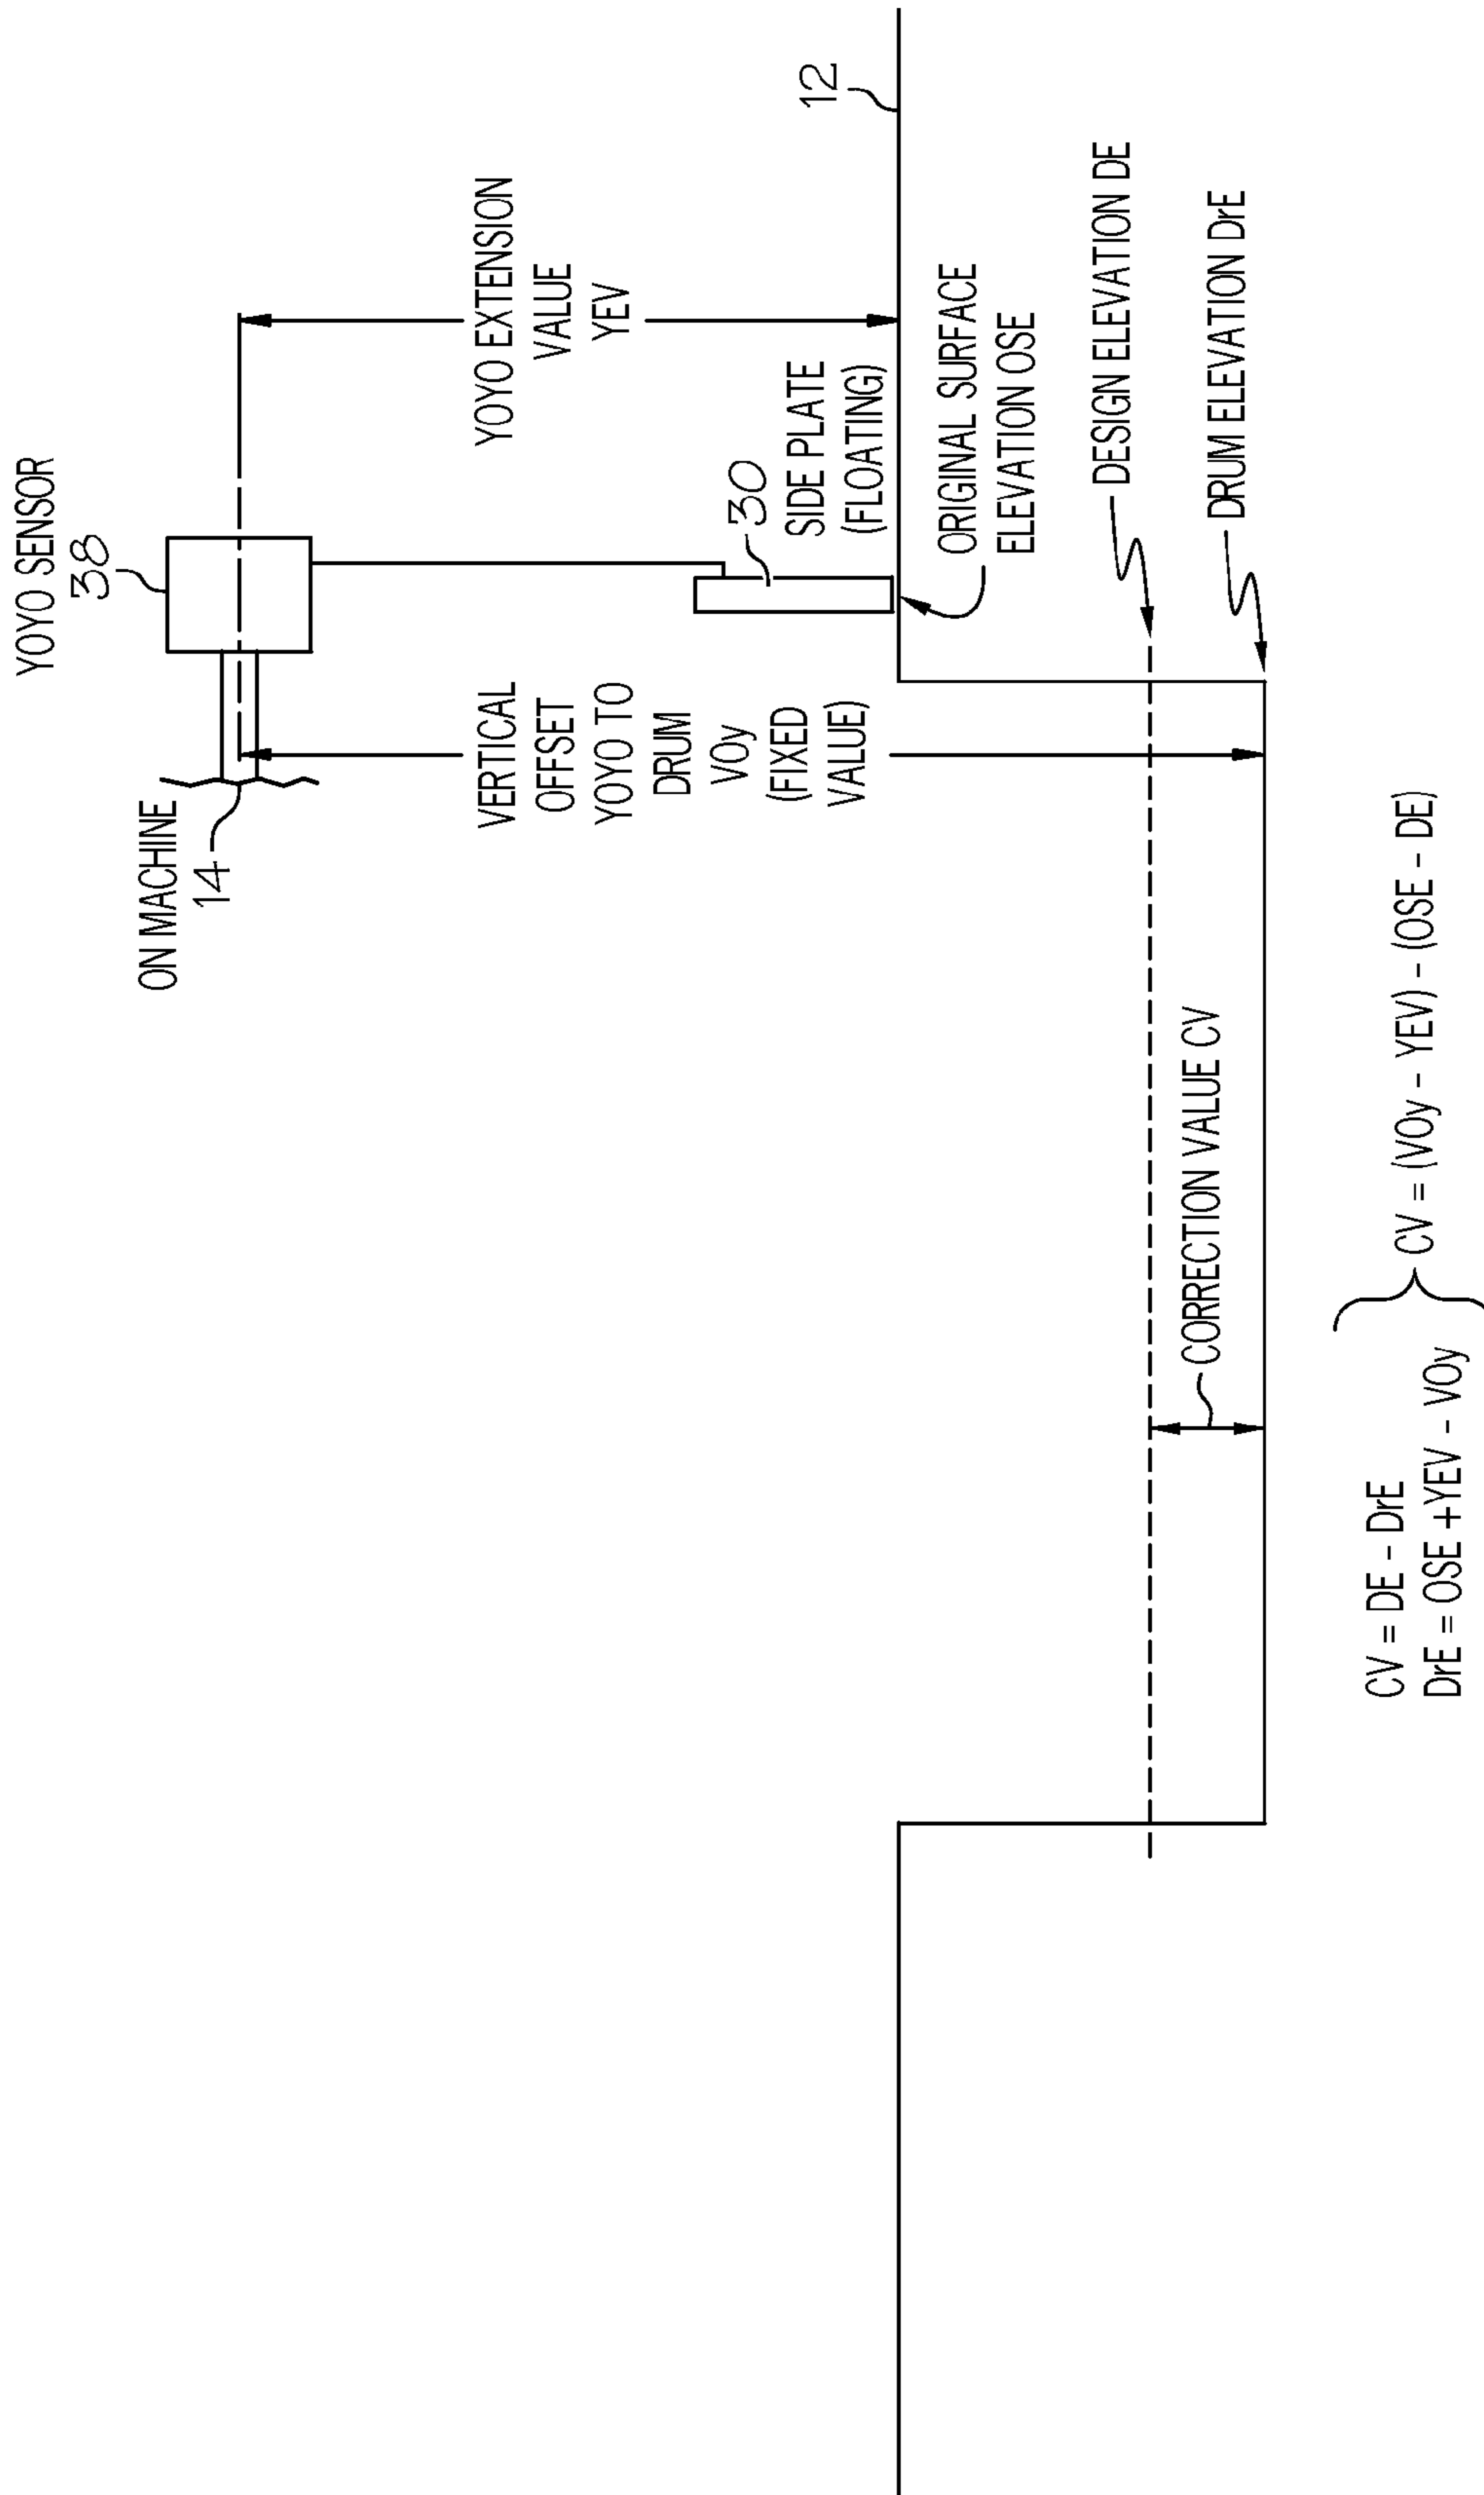 YOYO SENSOR
38
ON MACHINE
14
YOYO EXTENSION
VALUE
YEV
VERTICAL
OFFSET
YOYO TO
DRUM
VOy
(FIXED
VALUE)
30
SIDE PLATE
(FLOATING)
12
ORIGINAL SURFACE
ELEVATION OSE
DESIGN ELEVATION DE
DRUM ELEVATION DrE
CORRECTION VALUE CV
CV = DE - DrE
DrE = OSE + YEV - VOy
CV = (VOy - YEV) - (OSE - DE)